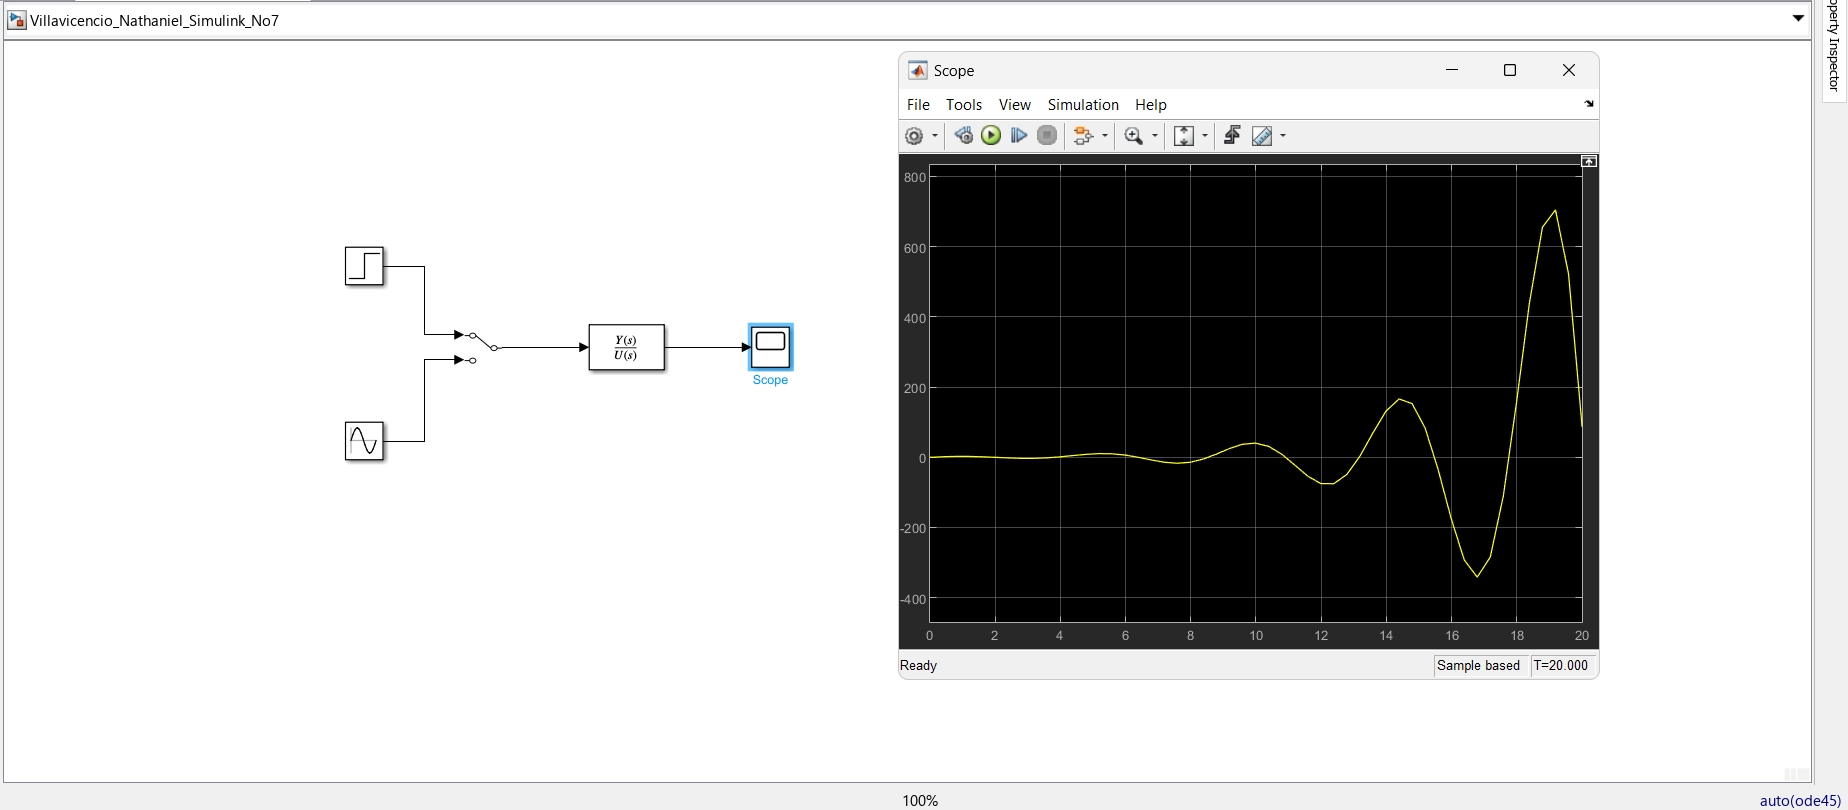 Villavicencio_Nathaniel_Simulink_No7
Y(s)
U(s)
Scope
Scope
File Tools View Simulation Help
800
600
400
200
0
-200
-400
0 2 4 6 8 10 12 14 16 18 20
Ready
Sample based
T=20.000
operty Inspector
100%
auto(ode45)